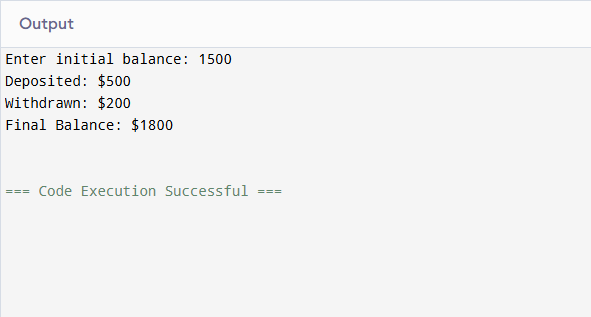 Output
Enter initial balance: 1500
Deposited: $500
Withdrawn: $200
Final Balance: $1800
=== Code Execution Successful ===